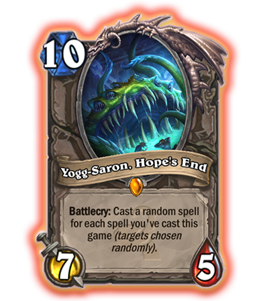 10
Yogg-Saron, Hope's End
Battlecry: Cast a random spell
for each spell you've cast this
game (targets chosen
randomly).
7
5